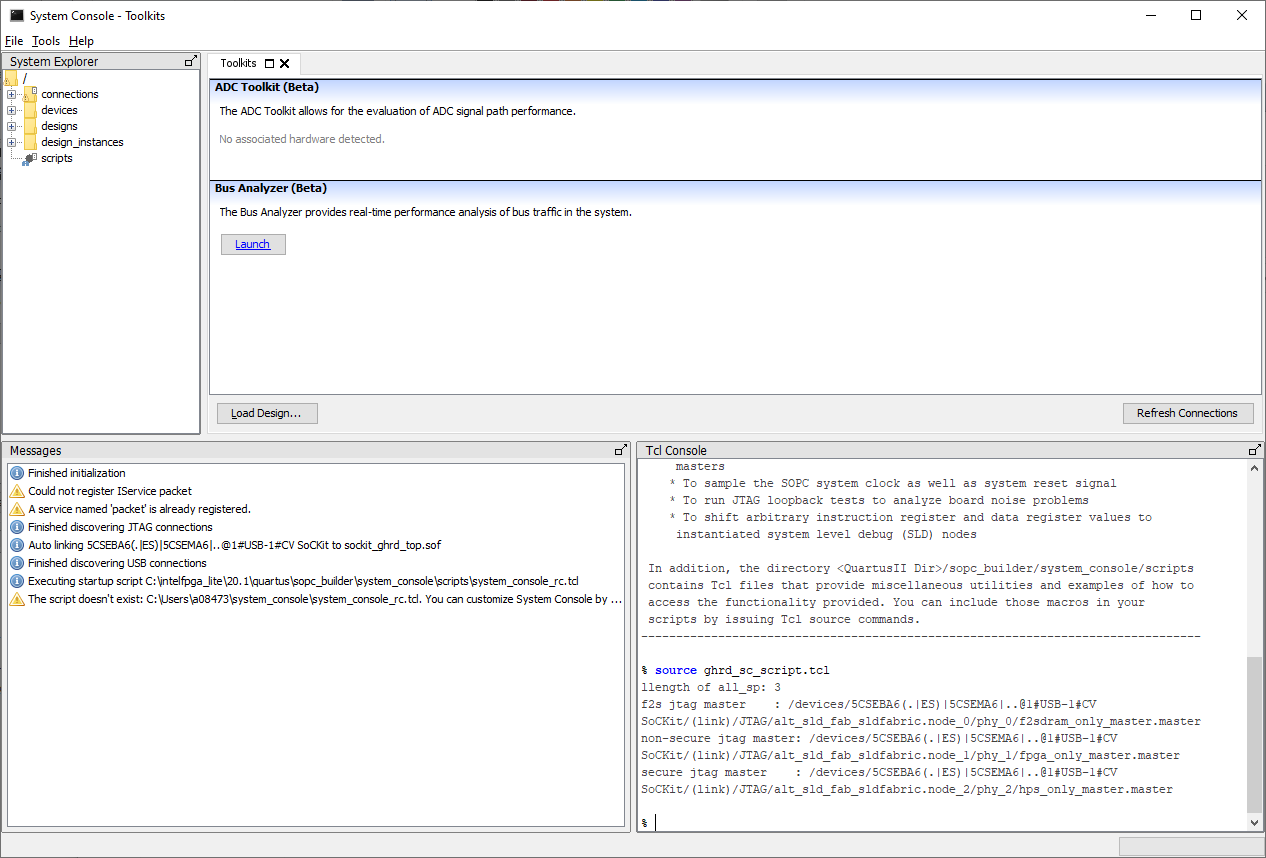 System Console - Toolkits
File Tools Help
System Explorer
/
connections
devices
designs
design_instances
scripts
Toolkits
ADC Toolkit (Beta)
The ADC Toolkit allows for the evaluation of ADC signal path performance.
No associated hardware detected.
Bus Analyzer (Beta)
The Bus Analyzer provides real-time performance analysis of bus traffic in the system.
Launch
Load Design...
Refresh Connections
Messages
Finished initialization
Could not register IService packet
A service named 'packet' is already registered.
Finished discovering JTAG connections
Auto linking 5CSEBA6(.|ES)|5CSEMA6|..@1#USB-1#CV SoCKit to sockit_ghrd_top.sof
Finished discovering USB connections
Executing startup script C:\intelfpga_lite\20.1\quartus\sopc_builder\system_console\scripts\system_console_rc.tcl
The script doesn't exist: C:\Users\a08473\system_console\system_console_rc.tcl. You can customize System Console by ...
Tcl Console
masters
* To sample the SOPC system clock as well as system reset signal
* To run JTAG loopback tests to analyze board noise problems
* To shift arbitrary instruction register and data register values to
instantiated system level debug (SLD) nodes
In addition, the directory <QuartusII Dir>/sopc_builder/system_console/scripts
contains Tcl files that provide miscellaneous utilities and examples of how to
access the functionality provided. You can include those macros in your
scripts by issuing Tcl source commands.
--------------------------------------------------------------------------------
% source ghrd_sc_script.tcl
llength of all_sp: 3
f2s jtag master    : /devices/5CSEBA6(.|ES)|5CSEMA6|..@1#USB-1#CV
SoCKit/(link)/JTAG/alt_sld_fab_sldfabric.node_0/phy_0/f2sdram_only_master.master
non-secure jtag master: /devices/5CSEBA6(.|ES)|5CSEMA6|..@1#USB-1#CV
SoCKit/(link)/JTAG/alt_sld_fab_sldfabric.node_1/phy_1/fpga_only_master.master
secure jtag master    : /devices/5CSEBA6(.|ES)|5CSEMA6|..@1#USB-1#CV
SoCKit/(link)/JTAG/alt_sld_fab_sldfabric.node_2/phy_2/hps_only_master.master
%